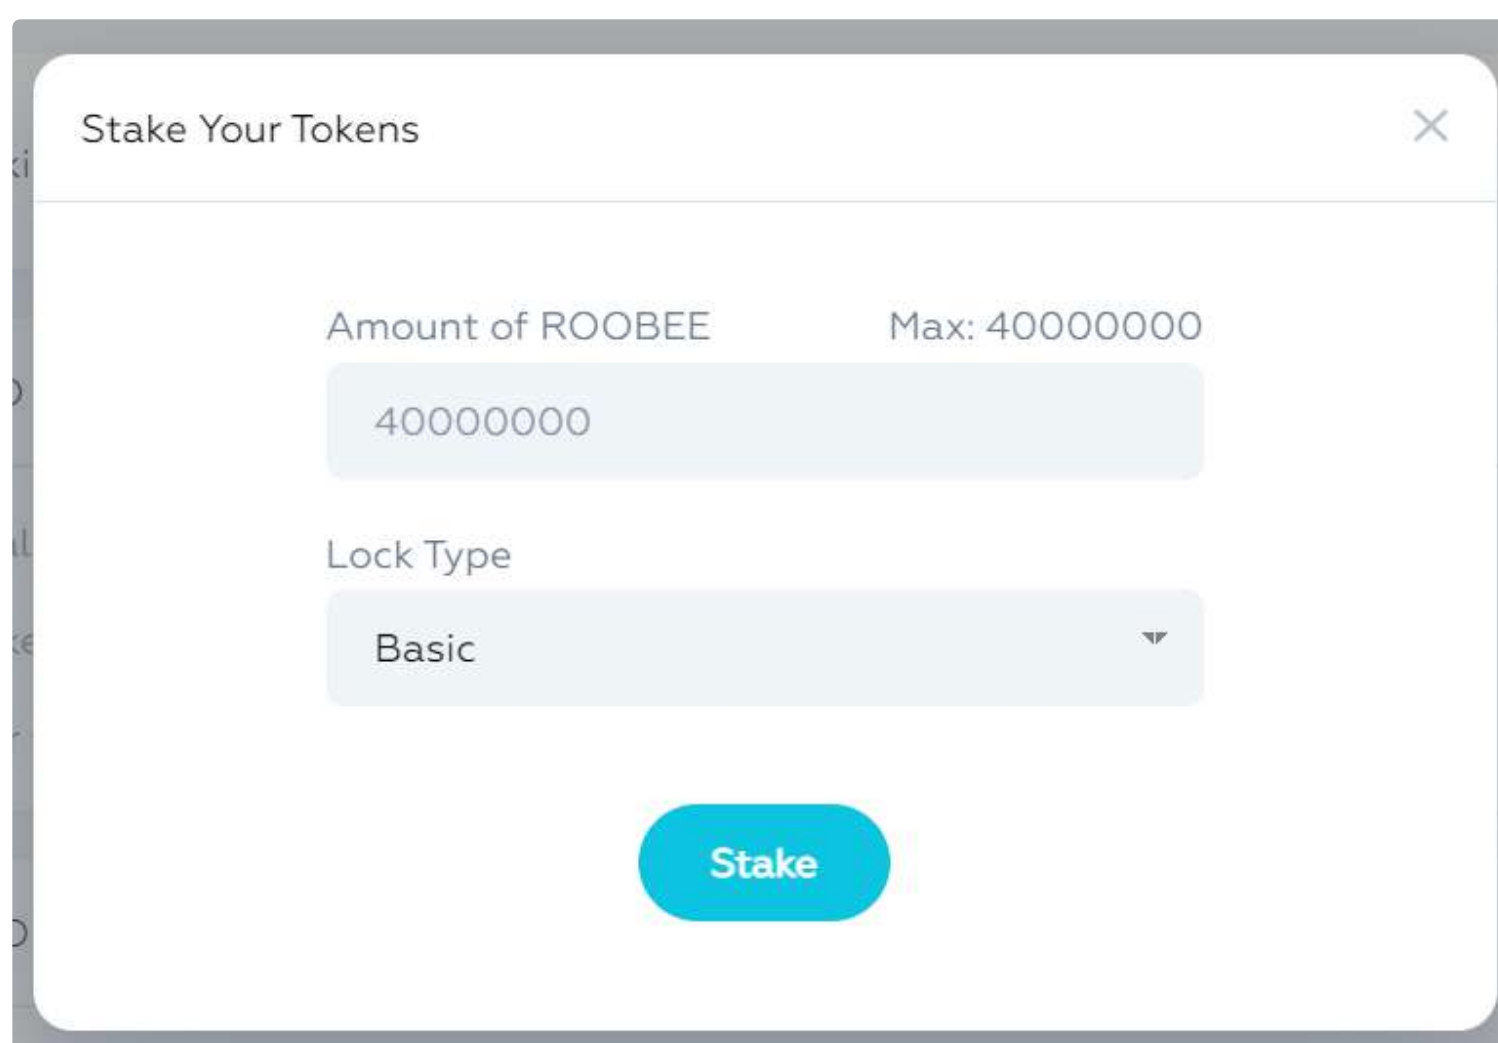 Stake Your Tokens
Amount of ROOBEE Max: 40000000
40000000
Lock Type
Basic
Stake